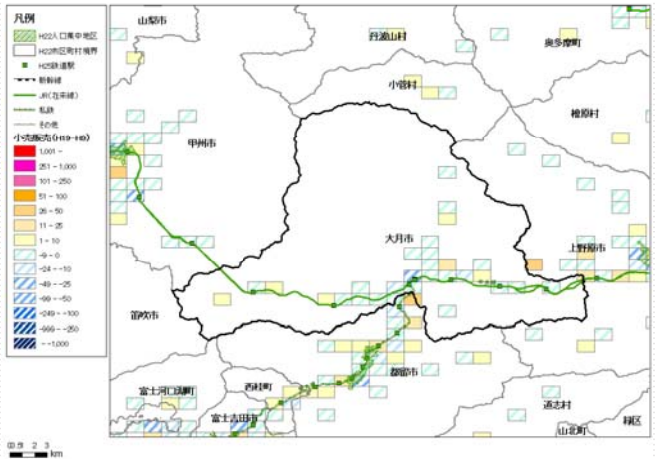 凡例
H22人口集中地区
H22市区町村境界
H25鉄道駅
新幹線
JR(在来線)
私鉄
その他
小売販売(H19-H9)
1,001 -
251 - 1,000
101 - 250
51 - 100
26 - 50
11 - 25
1 - 10
-9 - 0
-24 - -10
-49 - -25
-99 - -50
-249 - -100
-999 - -250
- -1,000
山梨市
丹波山村
奥多摩町
小菅村
檜原村
甲州市
大月市
上野原市
笛吹市
都留市
西桂町
富士河口湖町
富士吉田市
道志村
山北町
緑区
km